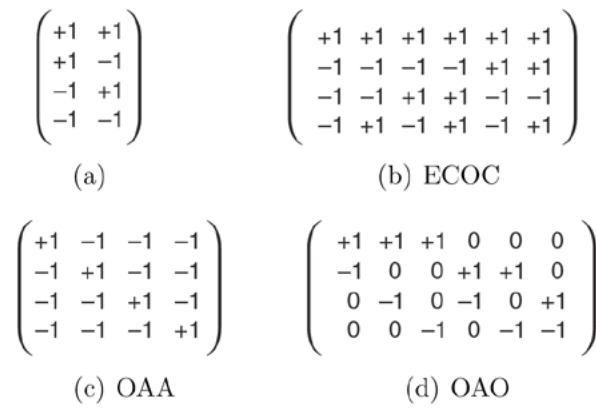 +1 +1
+1 −1
−1 +1
−1 −1
(a)
+1 +1 +1 +1 +1 +1
−1 −1 −1 −1 +1 +1
−1 −1 +1 +1 −1 −1
−1 +1 −1 +1 −1 +1
(b) ECOC
+1 −1 −1 −1
−1 +1 −1 −1
−1 −1 +1 −1
−1 −1 −1 +1
(c) OAA
+1 +1 +1 0 0 0
−1 0 0 +1 +1 0
0 −1 0 −1 0 +1
0 0 −1 0 −1 −1
(d) OAO